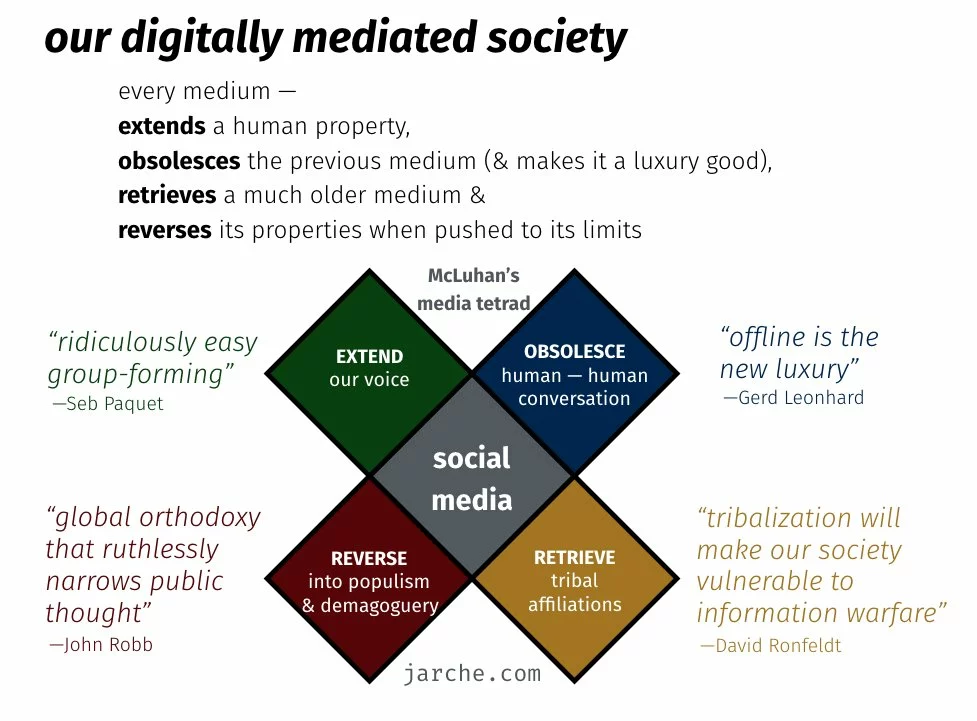 our digitally mediated society
every medium —
extends a human property,
obsolesces the previous medium (& makes it a luxury good),
retrieves a much older medium &
reverses its properties when pushed to its limits
McLuhan’s
media tetrad
“ridiculously easy
group-forming”
—Seb Paquet
EXTEND
our voice
OBSOLESCE
human — human
conversation
“offline is the
new luxury”
—Gerd Leonhard
social
media
“global orthodoxy
that ruthlessly
narrows public
thought”
—John Robb
REVERSE
into populism
& demagoguery
RETRIEVE
tribal
affiliations
“tribalization will
make our society
vulnerable to
information warfare”
—David Ronfeldt
jarche.com